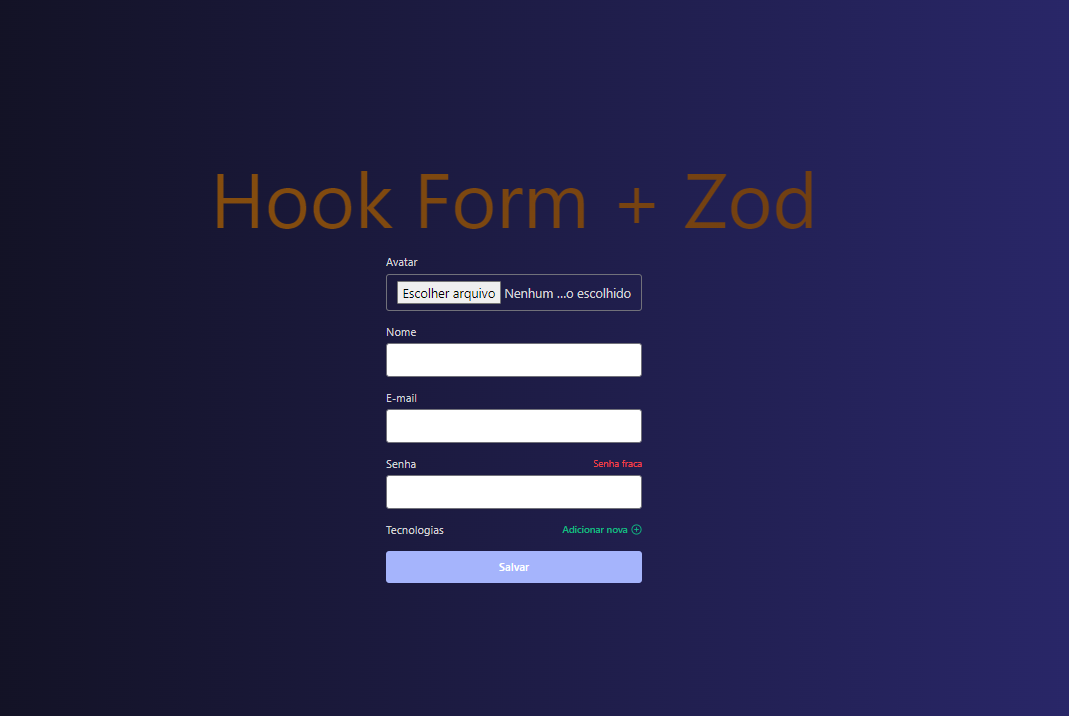 Hook Form + Zod
Avatar
Escolher arquivo Nenhum ...o escolhido
Nome
E-mail
Senha Senha fraca
Tecnologias Adicionar nova
Salvar